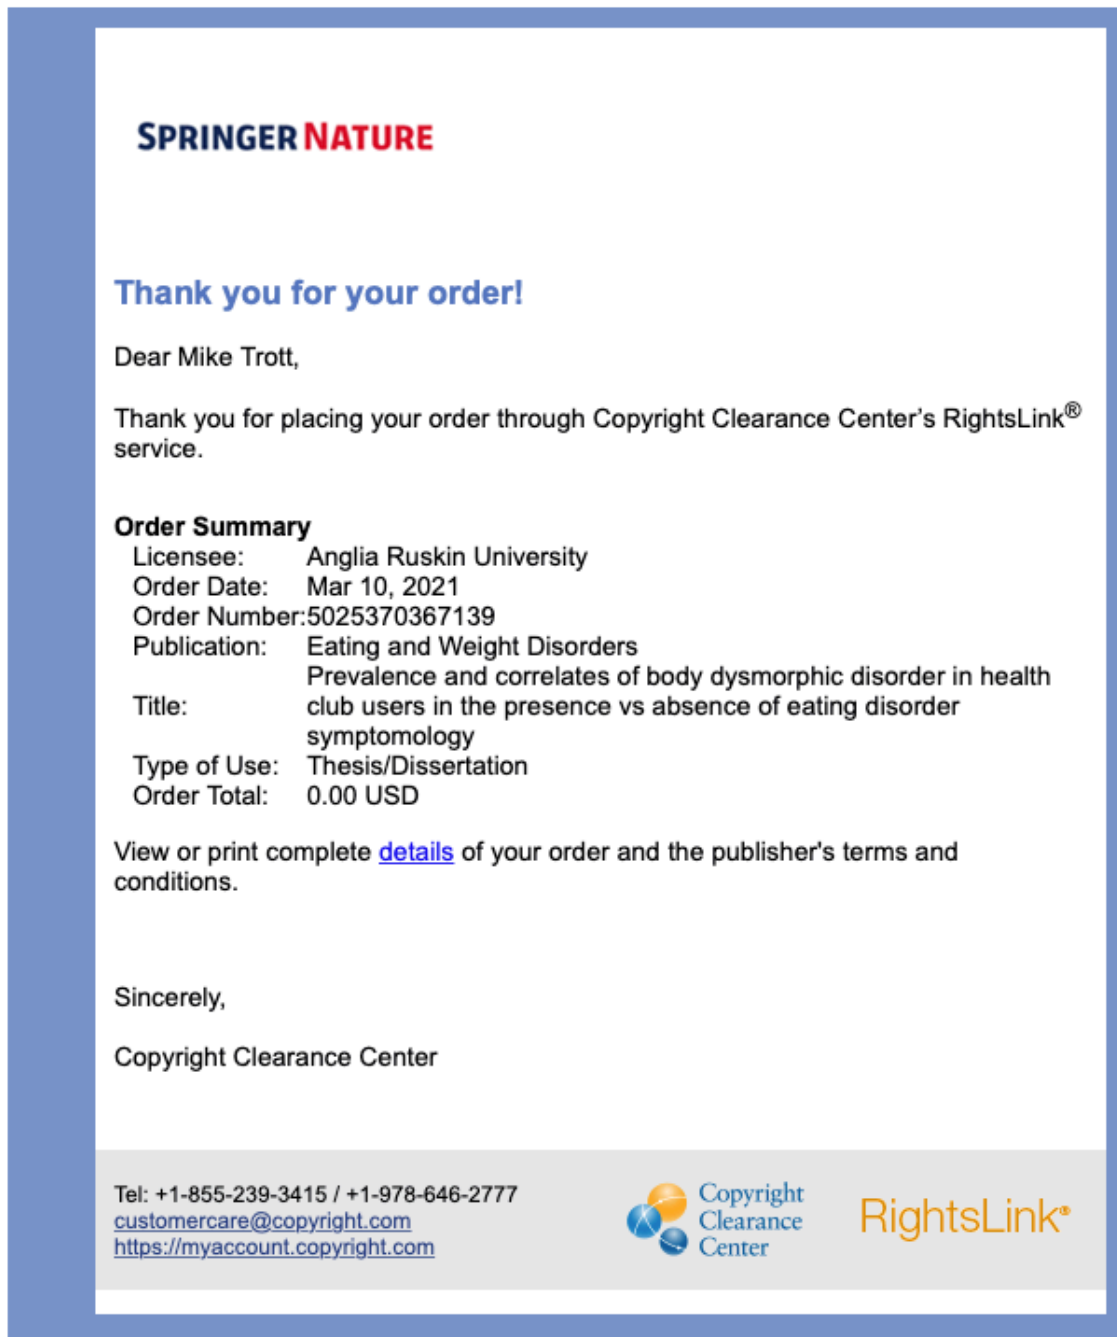 SPRINGER NATURE
Thank you for your order!
Dear Mike Trott,
Thank you for placing your order through Copyright Clearance Center’s RightsLink®
service.
Order Summary
Licensee: Anglia Ruskin University
Order Date: Mar 10, 2021
Order Number:5025370367139
Publication: Eating and Weight Disorders
Prevalence and correlates of body dysmorphic disorder in health
Title: club users in the presence vs absence of eating disorder
symptomology
Type of Use: Thesis/Dissertation
Order Total: 0.00 USD
View or print complete details of your order and the publisher's terms and
conditions.
Sincerely,
Copyright Clearance Center
Tel: +1-855-239-3415 / +1-978-646-2777
customercare@copyright.com
https://myaccount.copyright.com
Copyright
Clearance
Center
RightsLink®